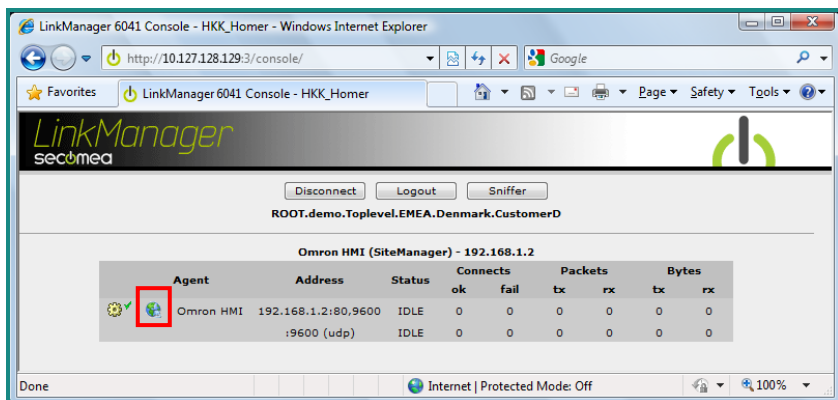 LinkManager 6041 Console - HKK_Homer - Windows Internet Explorer
http://10.127.128.129:3/console/
Google
Favorites
LinkManager 6041 Console - HKK_Homer
Page
Safety
Tools
LinkManager
secomea
Disconnect Logout Sniffer
ROOT.demo.Toplevel.EMEA.Denmark.CustomerD
Omron HMI (SiteManager) - 192.168.1.2
Agent Address Status Connects Packets Bytes
ok fail tx rx tx rx
Omron HMI 192.168.1.2:80,9600 IDLE 0 0 0 0 0 0
:9600 (udp) IDLE 0 0 0 0 0 0
Done Internet | Protected Mode: Off 100%